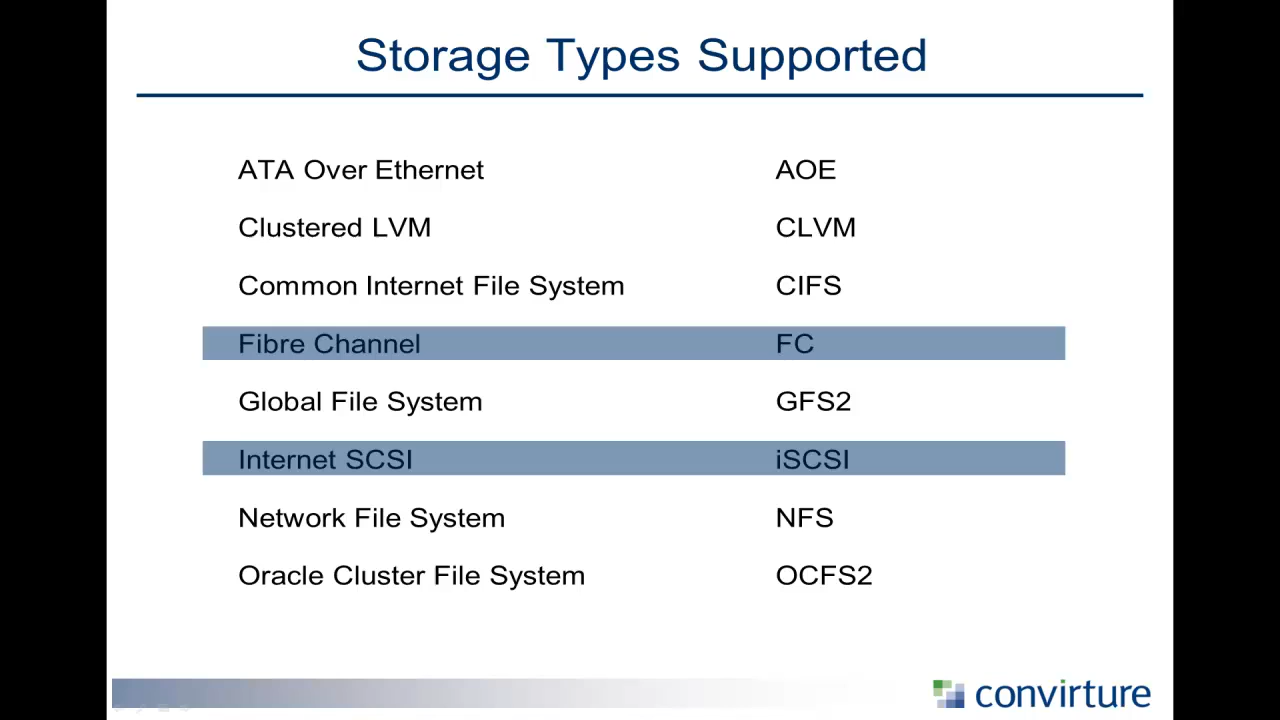 Storage Types Supported
ATA Over Ethernet AOE
Clustered LVM CLVM
Common Internet File System CIFS
Fibre Channel FC
Global File System GFS2
Internet SCSI iSCSI
Network File System NFS
Oracle Cluster File System OCFS2
convirture